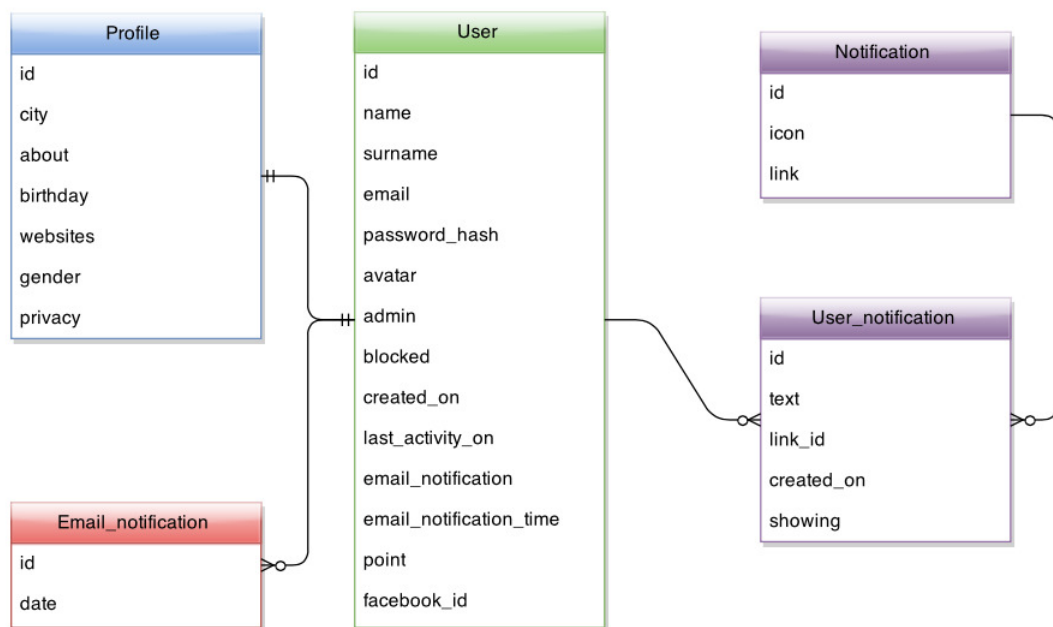 Profile
id
city
about
birthday
websites
gender
privacy
User
id
name
surname
email
password_hash
avatar
admin
blocked
created_on
last_activity_on
email_notification
email_notification_time
point
facebook_id
Notification
id
icon
link
User_notification
id
text
link_id
created_on
showing
Email_notification
id
date